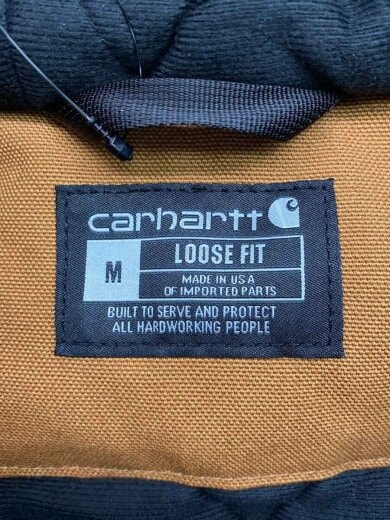 carhartt
M
LOOSE FIT
MADE IN USA
OF IMPORTED PARTS
BUILT TO SERVE AND PROTECT
ALL HARDWORKING PEOPLE